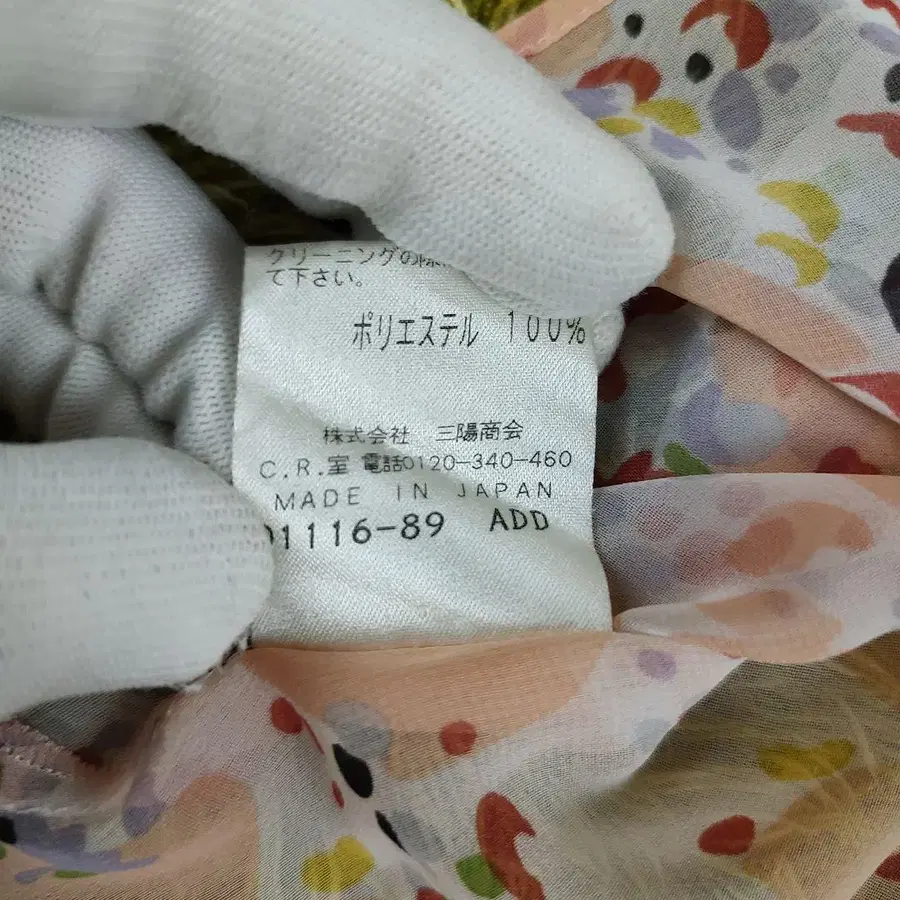 クリーニングの際
て下さい。
ポリエステル 100%
株式会社 三陽商会
C.R.室 電話0120-340-460
MADE IN JAPAN
1116-89 ADD